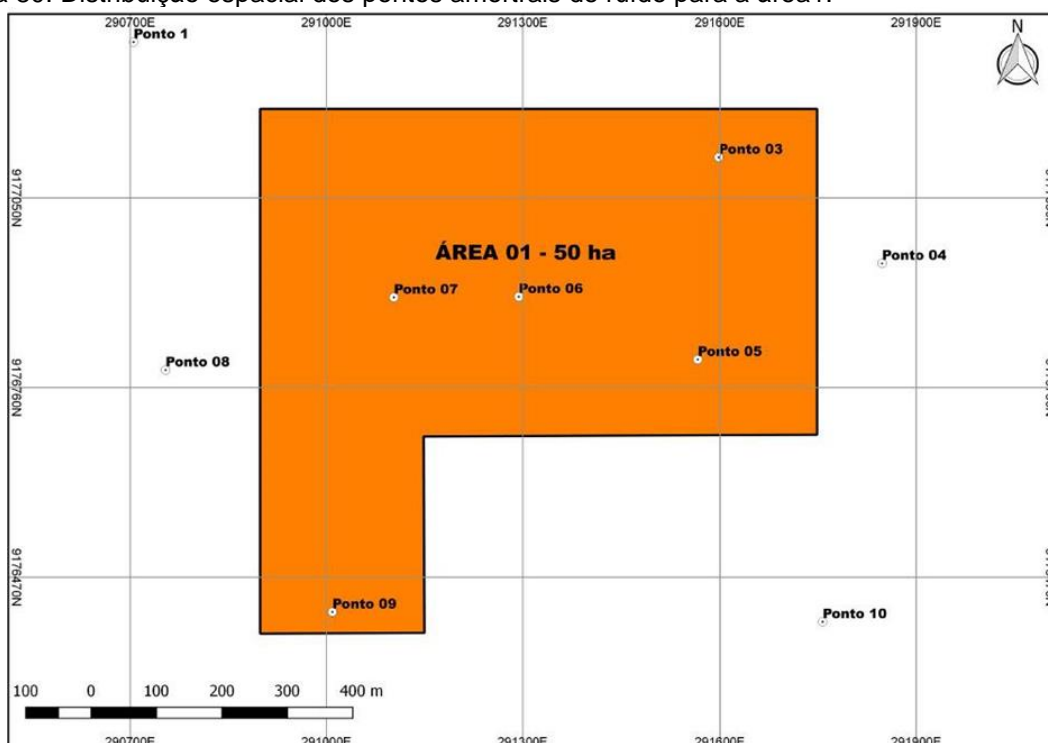 Distribuição espacial dos pontos amertrais de ruído para a área1.
290700E 291000E 291300E 291600E 291900E
N
Ponto 1
Ponto 03
9177050N
ÁREA 01 - 50 ha
Ponto 04
Ponto 07
Ponto 06
Ponto 05
Ponto 08
9176760N
9176470N
Ponto 09
Ponto 10
100 0 100 200 300 400 m
290700E 291000E 291300E 291600E 291900E